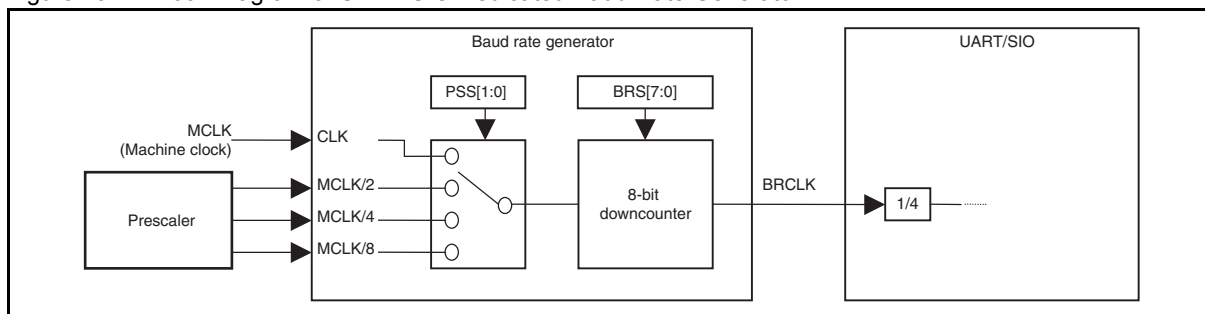 Baud rate generator
UART/SIO
PSS[1:0]
BRS[7:0]
MCLK
(Machine clock)
CLK
MCLK/2
MCLK/4
MCLK/8
Prescaler
8-bit
downcounter
BRCLK
1/4